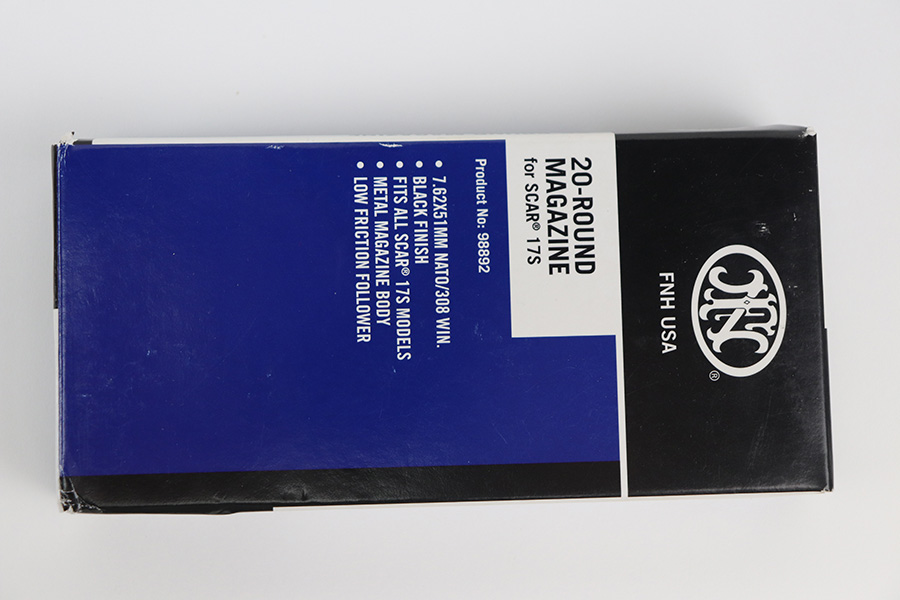 FN
®
FNH USA
20-ROUND
MAGAZINE
for SCAR® 17S
Product No: 98892
• 7.62X51MM NATO/308 WIN.
• BLACK FINISH
• FITS ALL SCAR® 17S MODELS
• METAL MAGAZINE BODY
• LOW FRICTION FOLLOWER